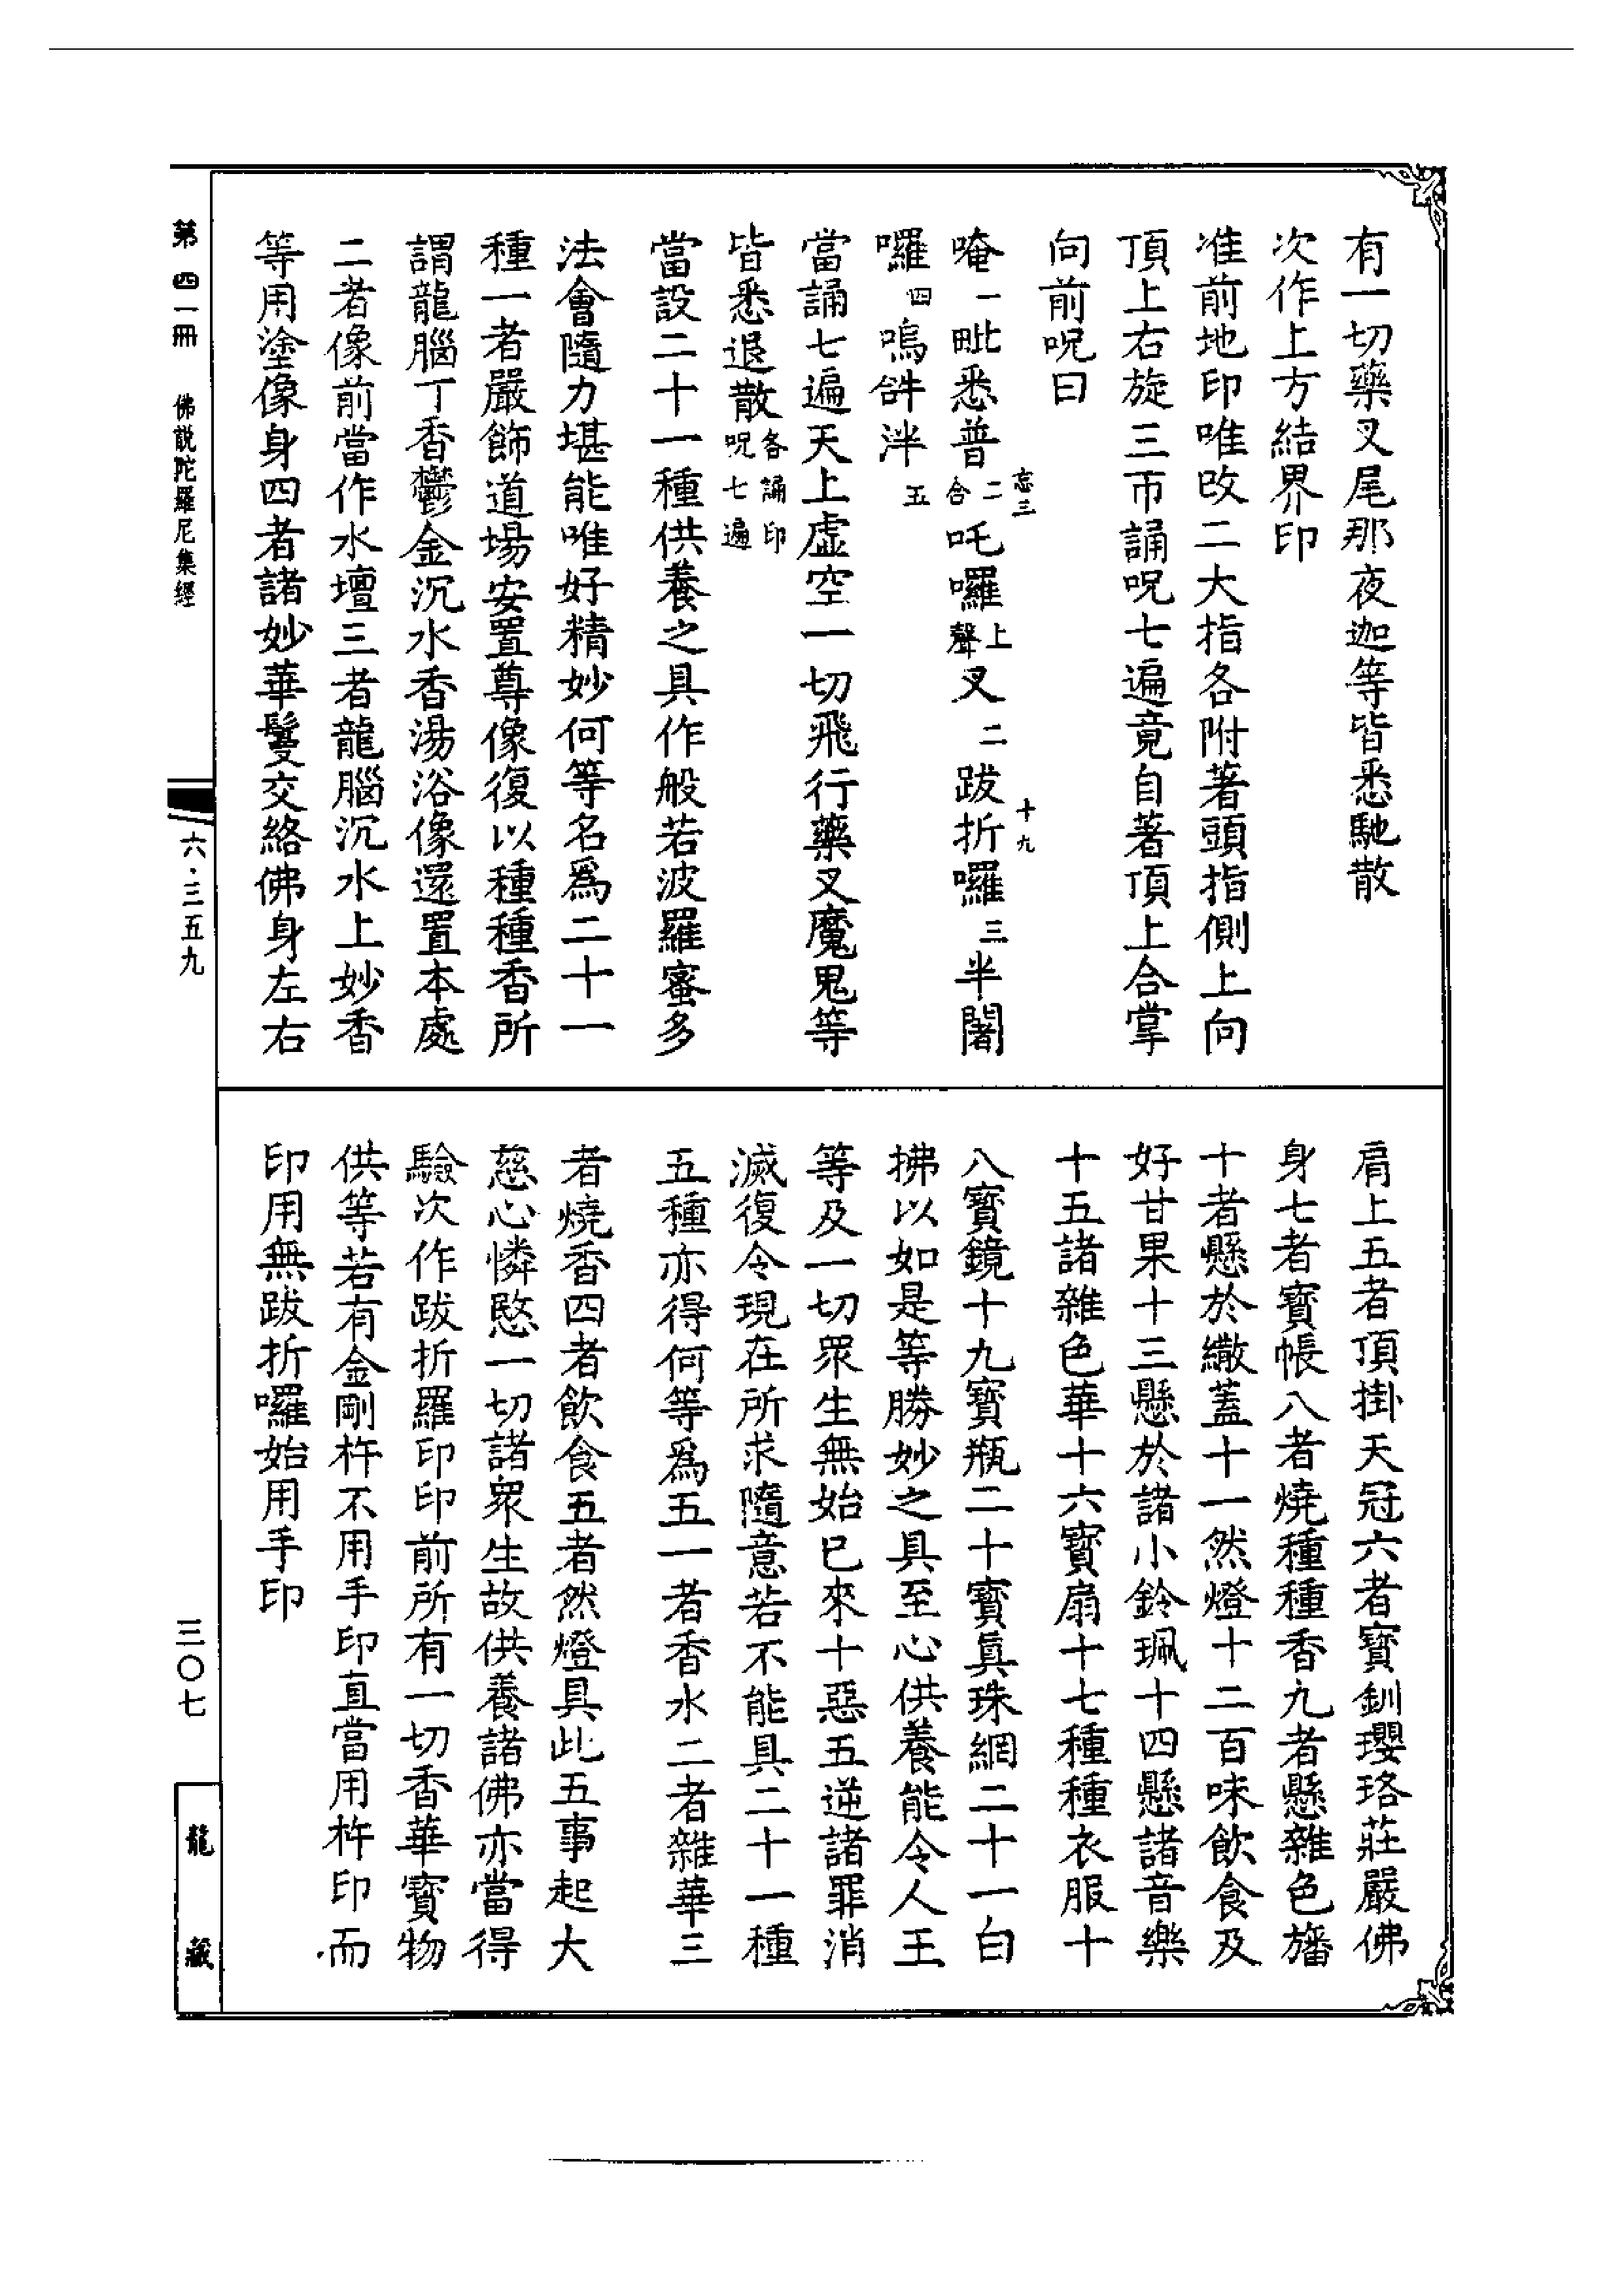 有一切藥叉尾那夜迦等皆悉馳散
次作上方結界印
准前地印唯改二大指各附著頭指側上向
頂上右旋三帀誦呪七遍竟自著頂上合掌
向前呪曰
忘三
十九
唵一毗悉普二合吒囉上聲叉二跋折囉三半闍
囉四嗚𤙖泮五
當誦七遍天上虛空一切飛行藥叉魔鬼等
皆悉退散各誦印呪七遍
當設二十一種供養之具作般若波羅蜜多
法會隨力堪能唯好精妙何等名爲二十一
種一者嚴飾道場安置尊像復以種種香所
謂龍腦丁香鬱金沉水香湯浴像還置本處
二者像前當作水壇三者龍腦沉水上妙香
等用塗像身四者諸妙華鬘交絡佛身左右
肩上五者頂掛天冠六者寶釧瓔珞莊嚴佛
身七者寶帳八者燒種種香九者懸雜色旛
十者懸於繖蓋十一然燈十二百味飲食及
好甘果十三懸於諸小鈴珮十四懸諸音樂
十五諸雜色華十六寶扇十七種種衣服十
八寶鏡十九寶瓶二十寶真珠網二十一白
拂以如是等勝妙之具至心供養能令人王
等及一切眾生無始已來十惡五逆諸罪消
滅復令現在所求隨意若不能具二十一種
五種亦得何等爲五一者香水二者雜華三
者燒香四者飲食五者然燈具此五事起大
慈心憐愍一切諸眾生故供養諸佛亦當得
驗次作跋折羅印印前所有一切香華寶物
供等若有金剛杵不用手印直當用杵印而
印用無跋折囉始用手印
第四一冊 佛説陀羅尼集經
六·三五九
三〇七
龍藏